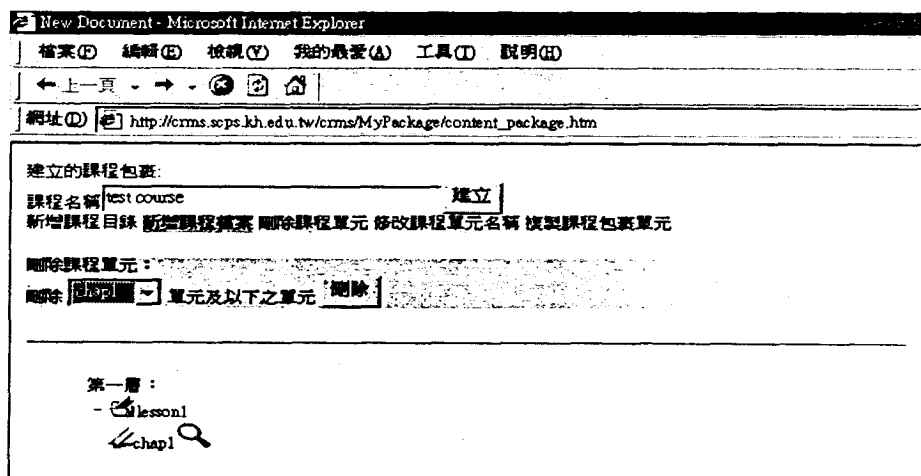 New Document - Microsoft Internet Explorer
檔案(F) 編輯(E) 檢視(V) 我的最愛(A) 工具(T) 說明(H)
上一頁
網址(D) http://crms.scps.kh.edu.tw/crms/MyPackage/content_package.htm
建立的課程包裹:
課程名稱 test course 建立
新增課程目錄 新增課程檔案 刪除課程單元 修改課程單元名稱 複製課程包裹單元
刪除課程單元：
刪除 單元及以下之單元 刪除
第一層：
- lesson1
chap1